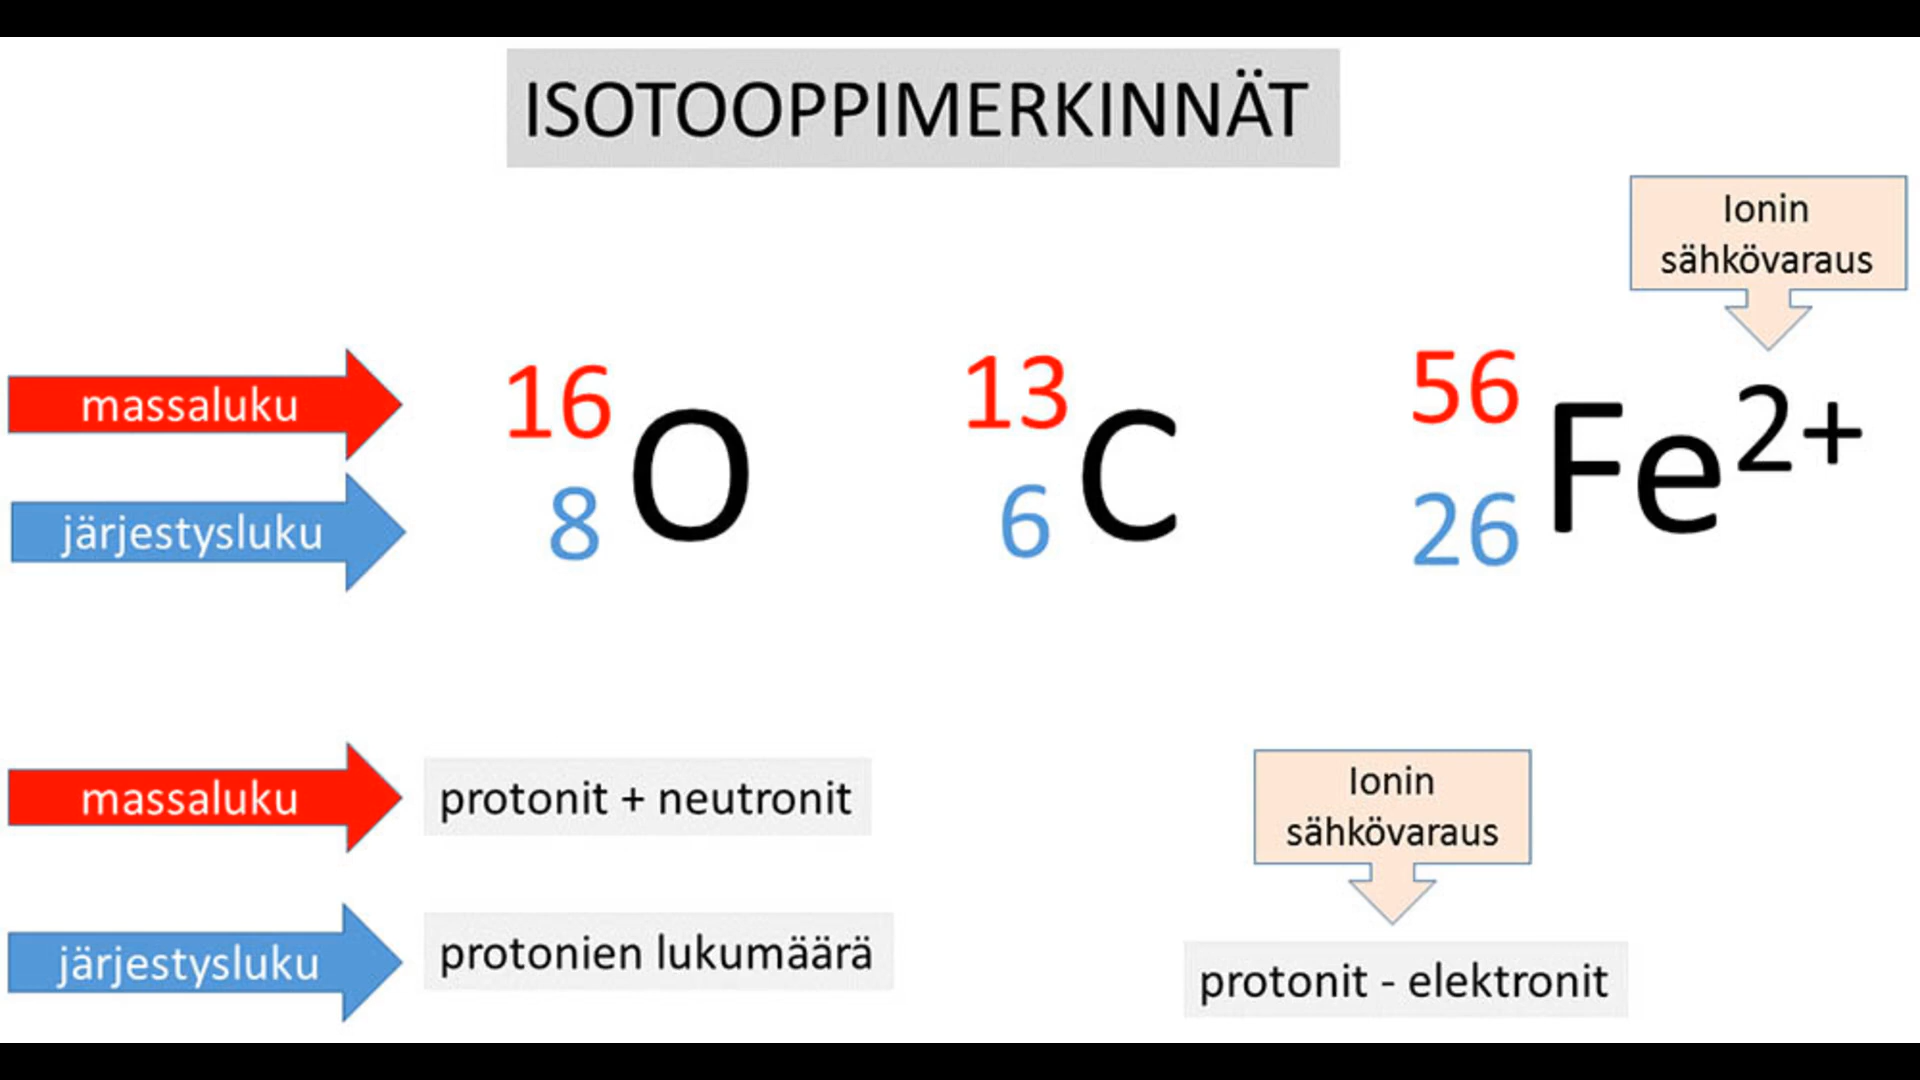 ISOTOOPPIMERKINNÄT
Ionin
sähkövaraus
massaluku
järjestysluku
16
8
O
13
6
C
56
26
Fe2+
massaluku
protonit + neutronit
järjestysluku
protonien lukumäärä
Ionin
sähkövaraus
protonit - elektronit